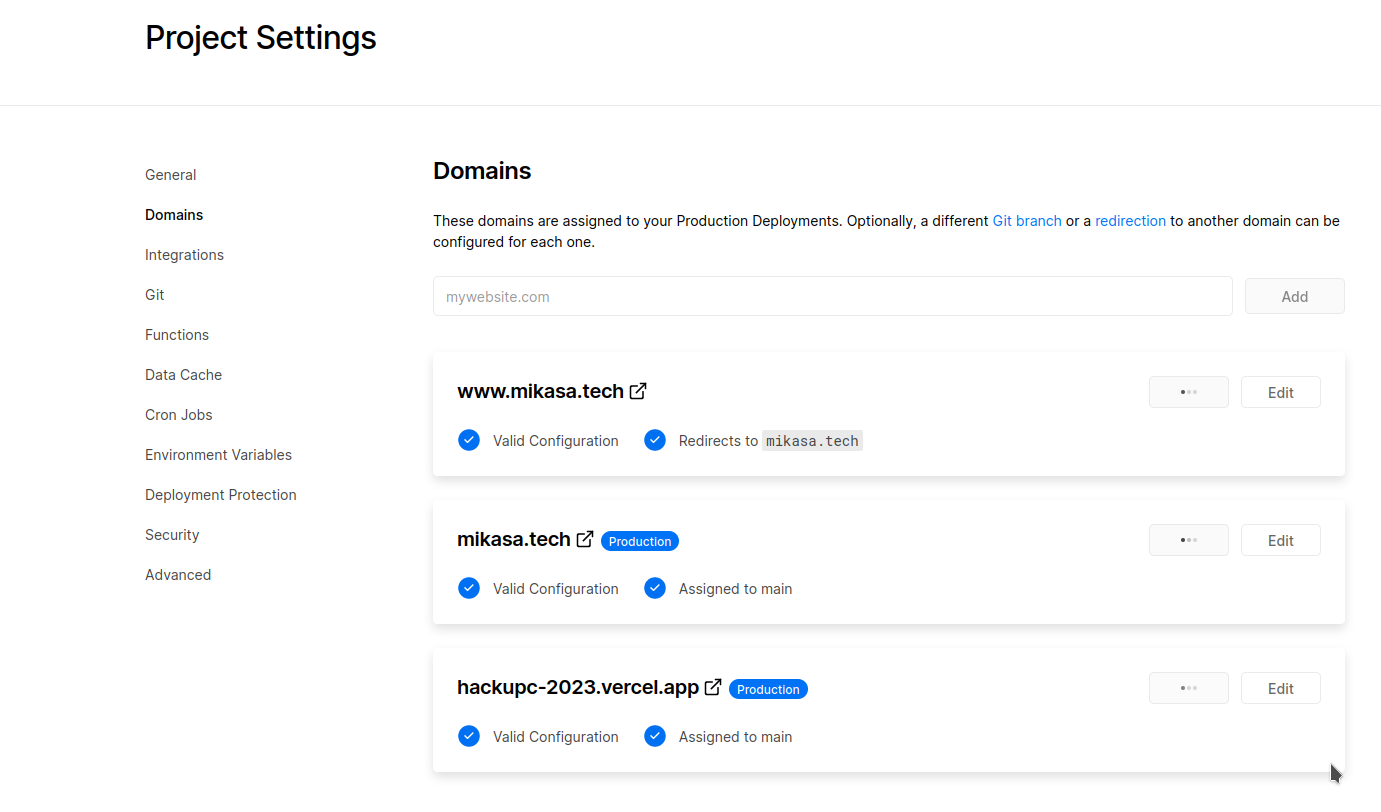 Project Settings
General
Domains
Integrations
Git
Functions
Data Cache
Cron Jobs
Environment Variables
Deployment Protection
Security
Advanced
Domains
These domains are assigned to your Production Deployments. Optionally, a different Git branch or a redirection to another domain can be
configured for each one.
mywebsite.com Add
www.mikasa.tech Edit
Valid Configuration Redirects to mikasa.tech
mikasa.tech Production Edit
Valid Configuration Assigned to main
hackupc-2023.vercel.app Production Edit
Valid Configuration Assigned to main